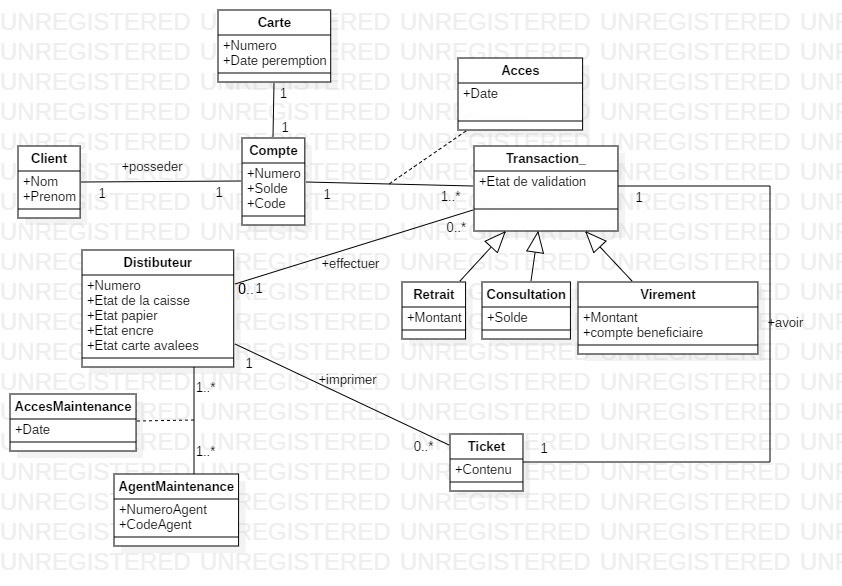 Carte
+Numero
+Date peremption
1
1
Acces
+Date
Client
+Nom
+Prenom
+posseder
1
1
Compte
+Numero
+Solde
+Code
1
1..*
Transaction_
+Etat de validation
1
0..*
+effectuer
0..1
Distibuteur
+Numero
+Etat de la caisse
+Etat papier
+Etat encre
+Etat carte avalees
Retrait
+Montant
Consultation
+Solde
Virement
+Montant
+compte beneficiaire
+avoir
1
+imprimer
0..*
1..*
AccesMaintenance
+Date
1..*
Ticket
+Contenu
1
AgentMaintenance
+NumeroAgent
+CodeAgent
UNREGISTERED